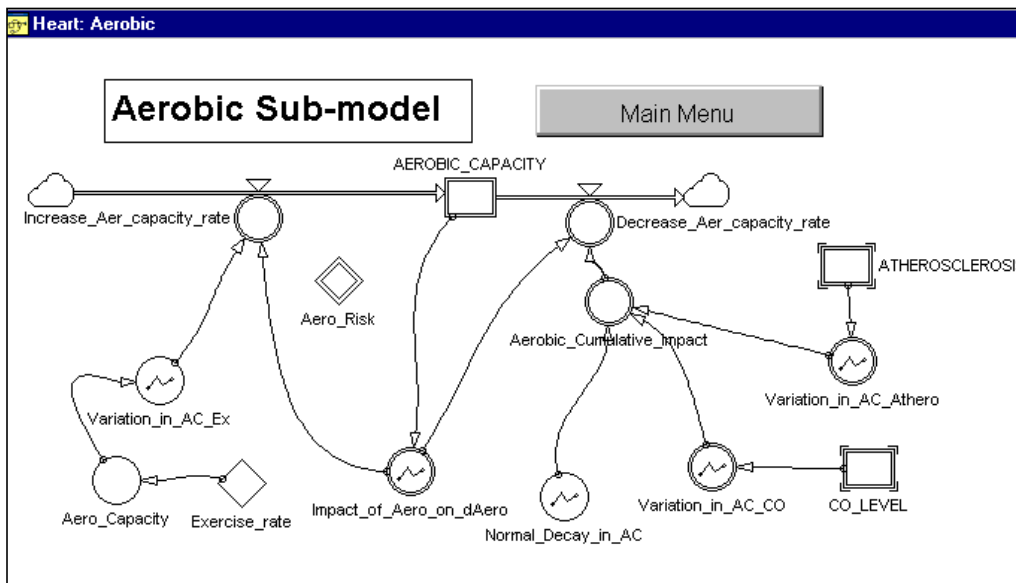 Heart: Aerobic
Aerobic Sub-model
Main Menu
AEROBIC_CAPACITY
Increase_Aer_capacity_rate
Decrease_Aer_capacity_rate
ATHEROSCLEROSI
Aero_Risk
Aerobic_Cumulative_Impact
Variation_in_AC_Ex
Variation_in_AC_Athero
Aero_Capacity
Exercise_rate
Impact_of_Aero_on_dAero
Normal_Decay_in_AC
Variation_in_AC_CO
CO_LEVEL